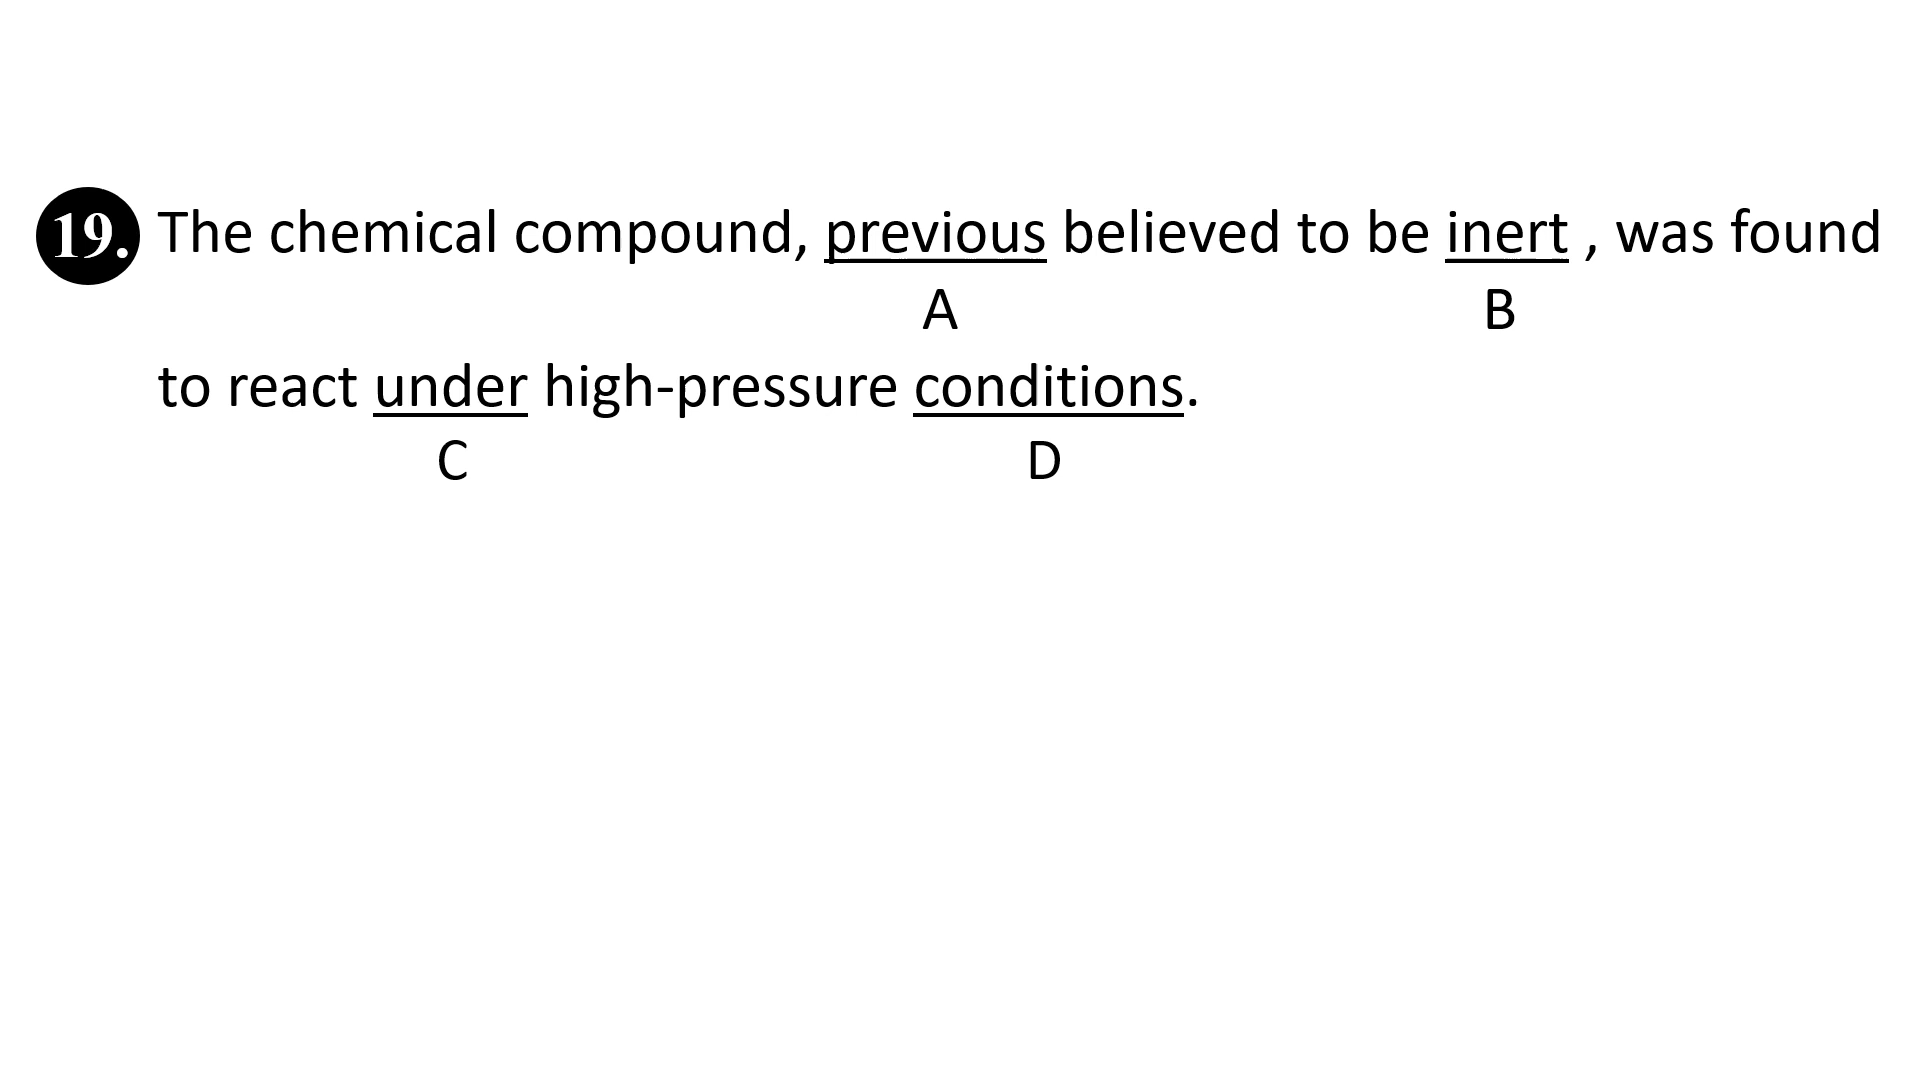 19. The chemical compound, previous believed to be inert , was found
A B
to react under high-pressure conditions.
C D